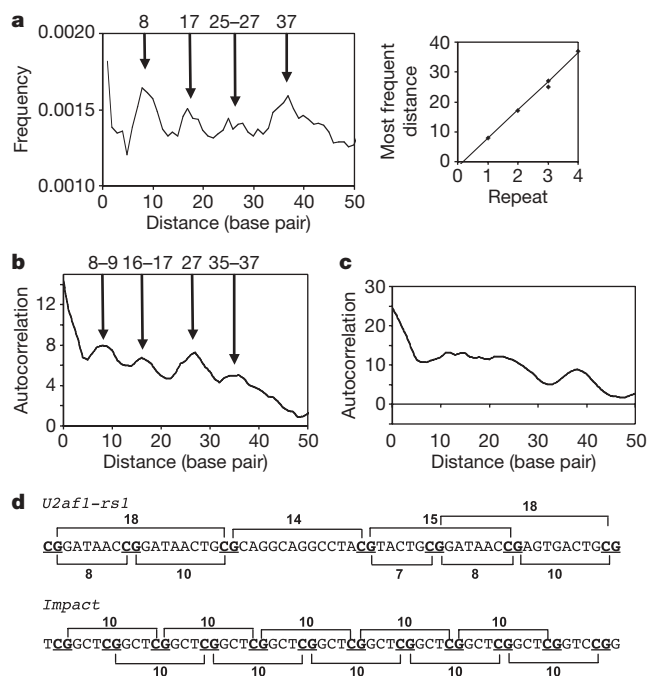 a
8 17 25–27 37
0.0020
0.0015
0.0010
Frequency
0 10 20 30 40 50
Distance (base pair)
40
30
20
10
0
Most frequent
distance
0 1 2 3 4
Repeat
b
8–9 16–17 27 35–37
12
8
4
0
Autocorrelation
0 10 20 30 40 50
Distance (base pair)
c
30
20
10
0
Autocorrelation
0 10 20 30 40 50
Distance (base pair)
d
U2af1-rs1
18
18 14 15
CGGATAACCGGATAACTGCGCAGGCAGGCCTACGTACTGCGGATAACCGAGTGACTGCG
8 10 7 8 10
Impact
10 10 10 10 10
TCGGCTCGGCTCGGCTCGGCTCGGCTCGGCTCGGCTCGGCTCGGCTCGGCTCGGTCCGG
10 10 10 10 10